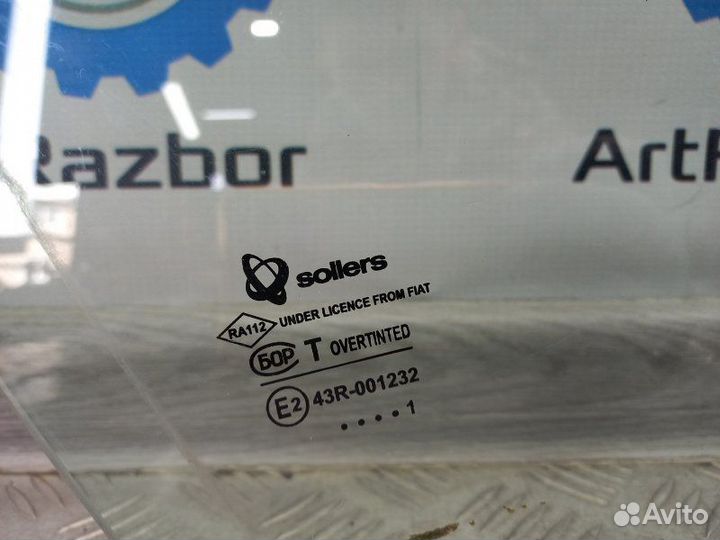 Razbor
ArtR
sollers
UNDER LICENCE FROM FIAT
RA112
БОР T OVERTINTED
E2 43R-001232
....1
Avito